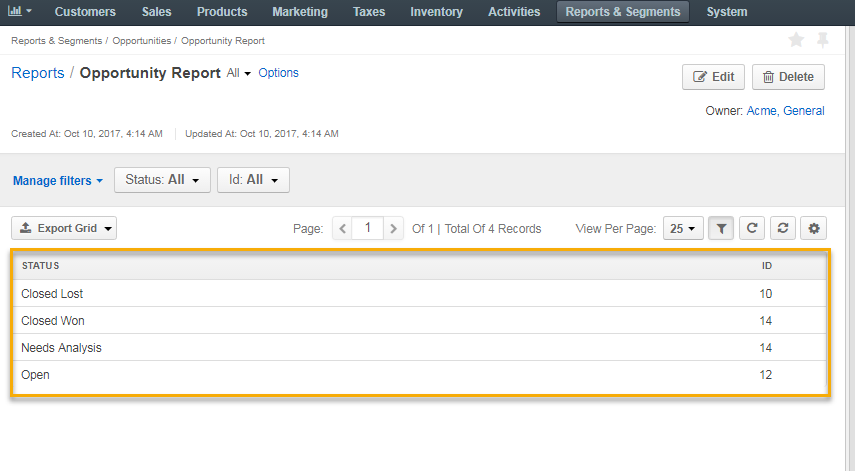 Customers Sales Products Marketing Taxes Inventory Activities Reports & Segments System
Reports & Segments / Opportunities / Opportunity Report
Reports / Opportunity Report All Options Edit Delete
Owner: Acme, General
Created At: Oct 10, 2017, 4:14 AM Updated At: Oct 10, 2017, 4:14 AM
Manage filters Status: All Id: All
Export Grid Page: 1 Of 1 | Total Of 4 Records View Per Page: 25
STATUS ID
Closed Lost 10
Closed Won 14
Needs Analysis 14
Open 12